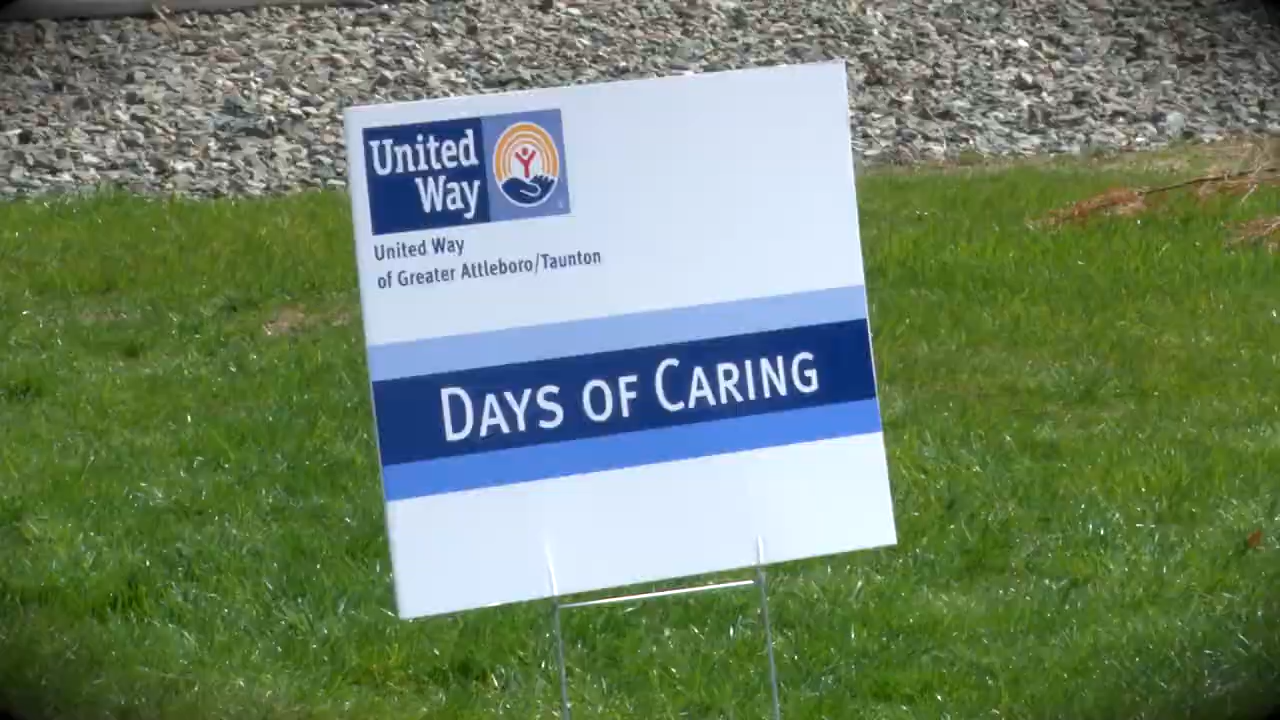 United
Way
United Way
of Greater Attleboro/Taunton
DAYS OF CARING